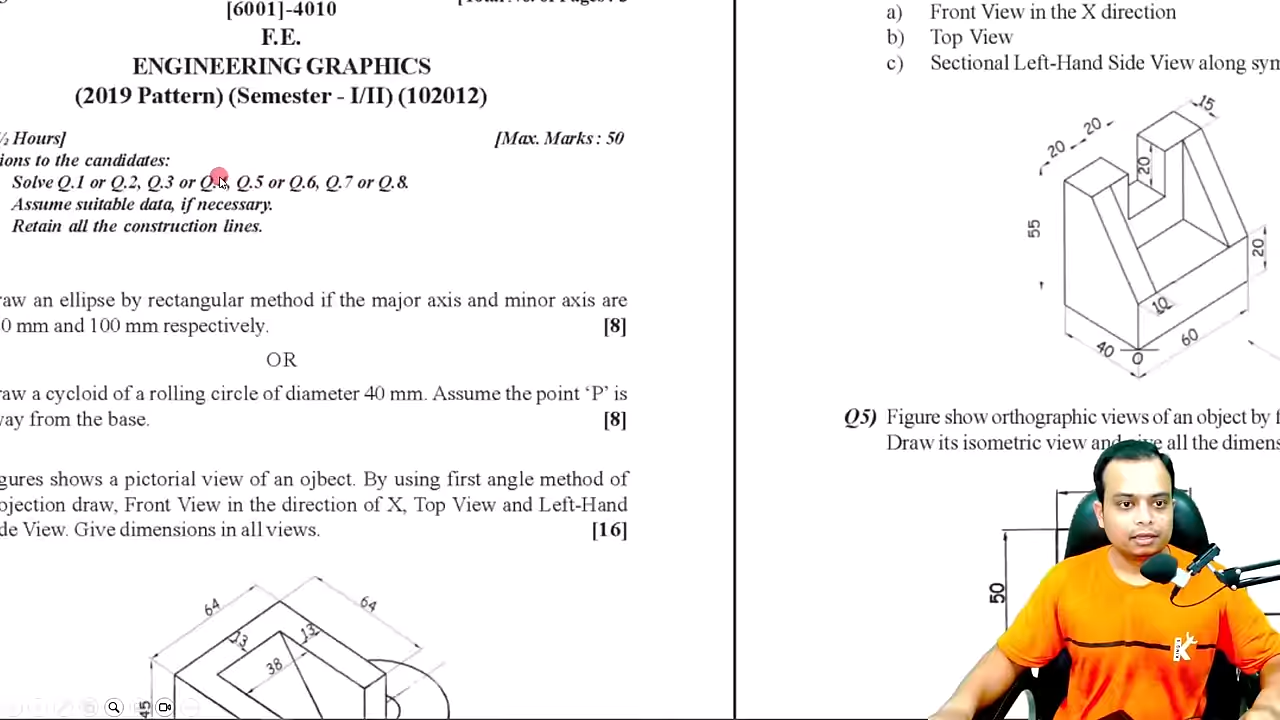 [6001]-4010
F.E.
ENGINEERING GRAPHICS
(2019 Pattern) (Semester - I/II) (102012)
½ Hours]
[Max. Marks : 50
ions to the candidates:
Solve Q.1 or Q.2, Q.3 or Q., Q.5 or Q.6, Q.7 or Q.8.
Assume suitable data, if necessary.
Retain all the construction lines.
raw an ellipse by rectangular method if the major axis and minor axis are
0 mm and 100 mm respectively.
[8]
OR
raw a cycloid of a rolling circle of diameter 40 mm. Assume the point ‘P’ is
way from the base.
[8]
gures shows a pictorial view of an ojbect. By using first angle method of
ojection draw, Front View in the direction of X, Top View and Left-Hand
de View. Give dimensions in all views.
[16]
64
64
13
13
38
45
a) Front View in the X direction
b) Top View
c) Sectional Left-Hand Side View along sym
15
20
20
20
55
20
10
40
O
60
Q5) Figure show orthographic views of an object by f
Draw its isometric view and give all the dimens
50
K